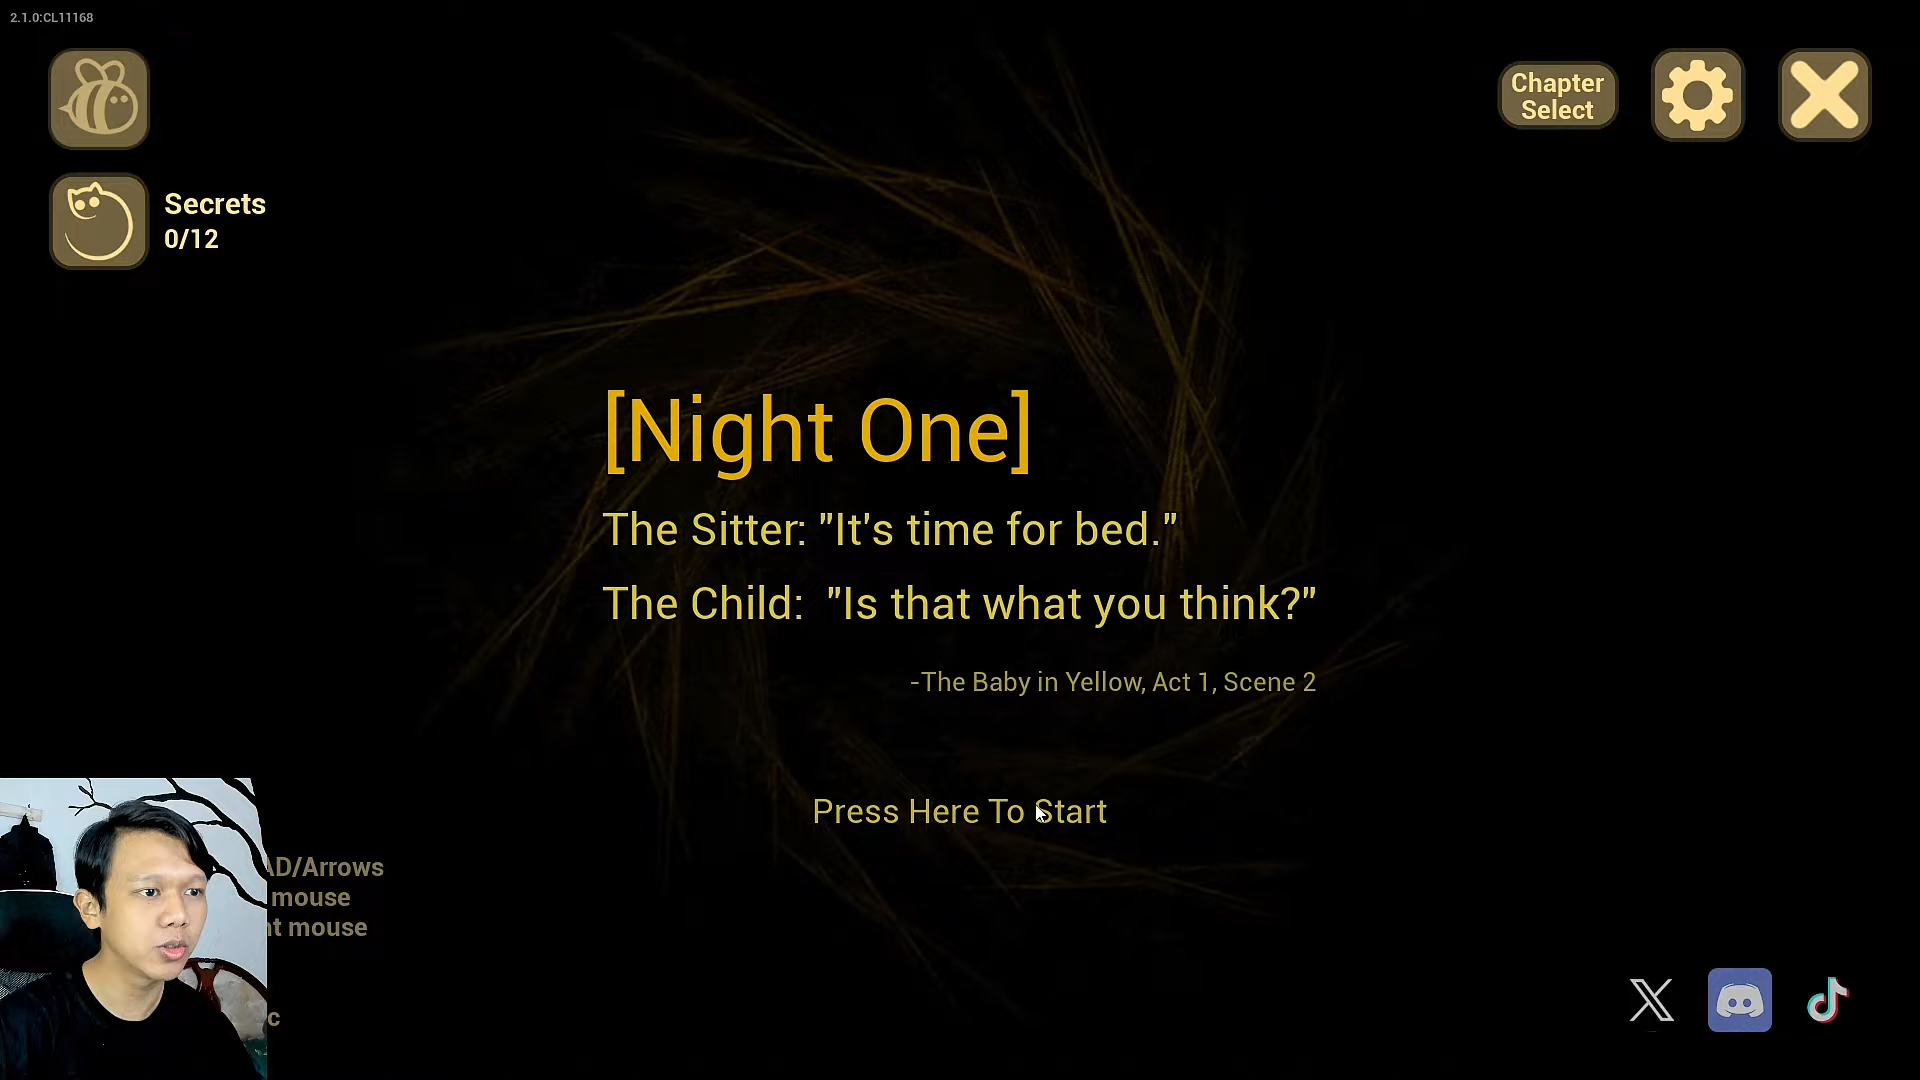 2.1.0:CL11168
Chapter
Select
Secrets
0/12
[Night One]
The Sitter: "It's time for bed."
The Child:  "Is that what you think?"
-The Baby in Yellow, Act 1, Scene 2
Press Here To Start
AD/Arrows
mouse
mouse